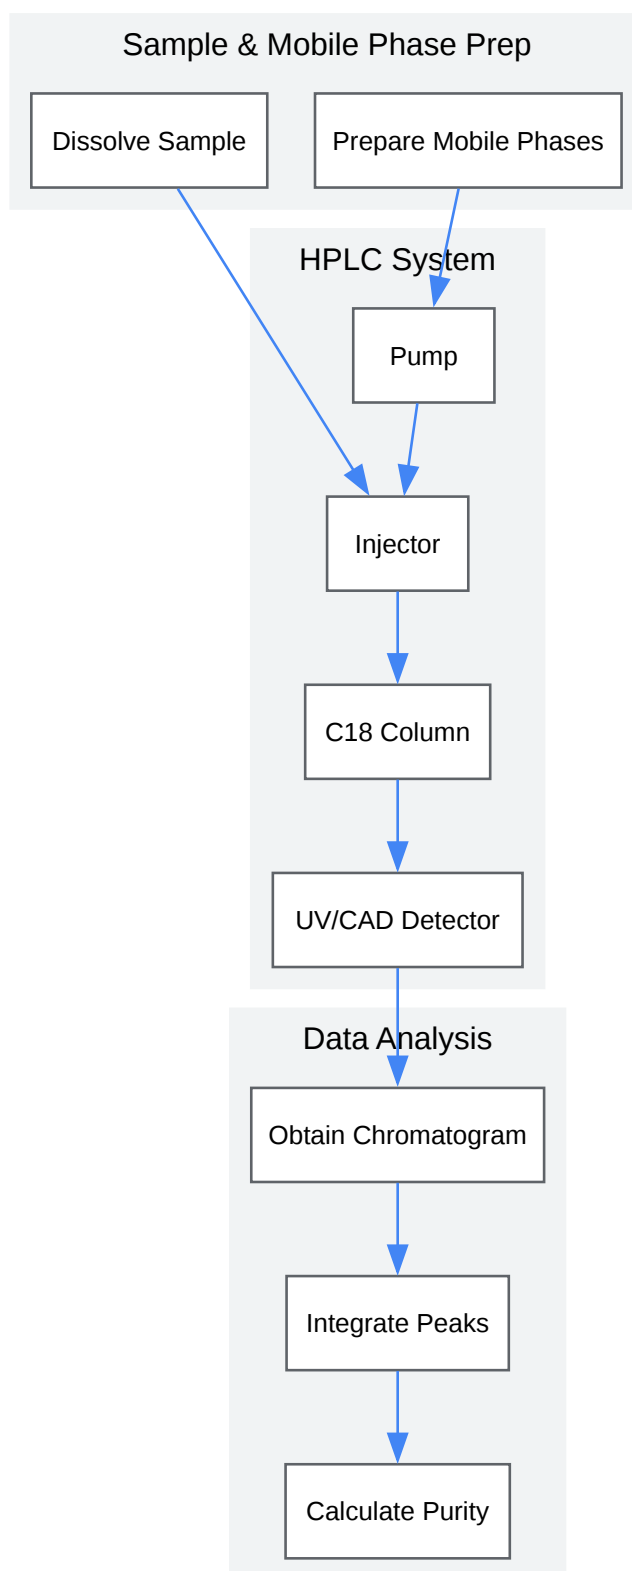 Sample & Mobile Phase Prep
Dissolve Sample
Prepare Mobile Phases
HPLC System
Pump
Injector
C18 Column
UV/CAD Detector
Data Analysis
Obtain Chromatogram
Integrate Peaks
Calculate Purity